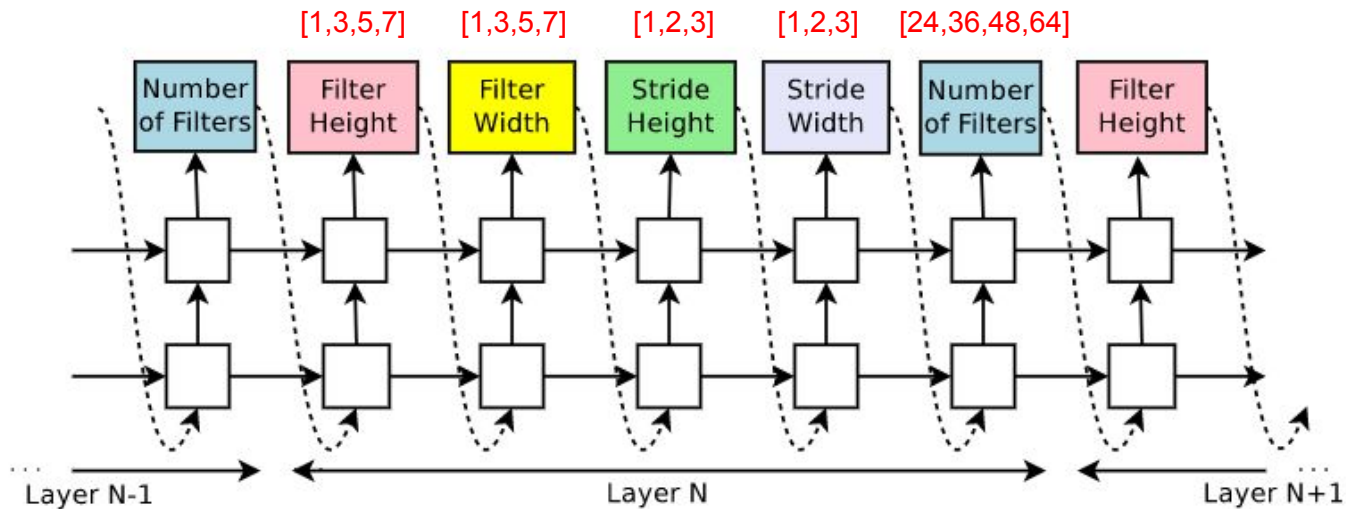 [1,3,5,7] [1,3,5,7] [1,2,3] [1,2,3] [24,36,48,64]
Number
of Filters
Filter
Height
Filter
Width
Stride
Height
Stride
Width
Number
of Filters
Filter
Height
... Layer N-1
Layer N
Layer N+1 ...